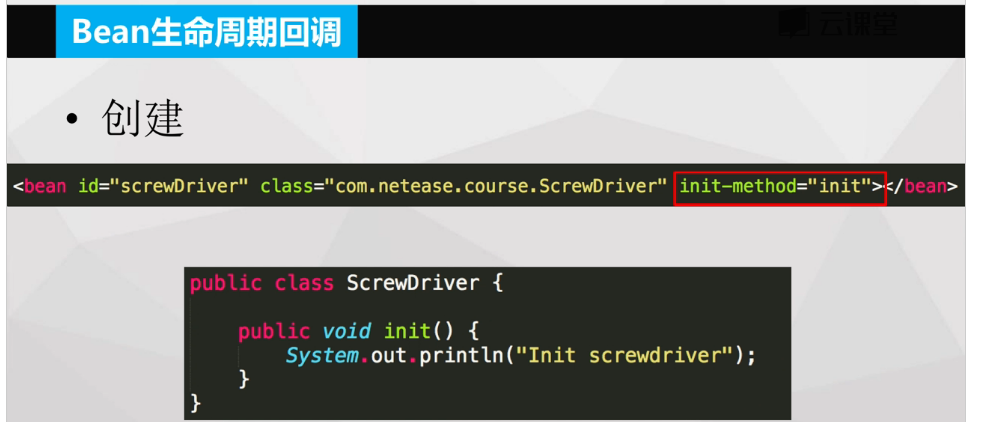 Bean生命周期回调
云课堂
• 创建
<bean id="screwDriver" class="com.netease.course.ScrewDriver" init-method="init"></bean>
public class ScrewDriver {
public void init() {
System.out.println("Init screwdriver");
}
}